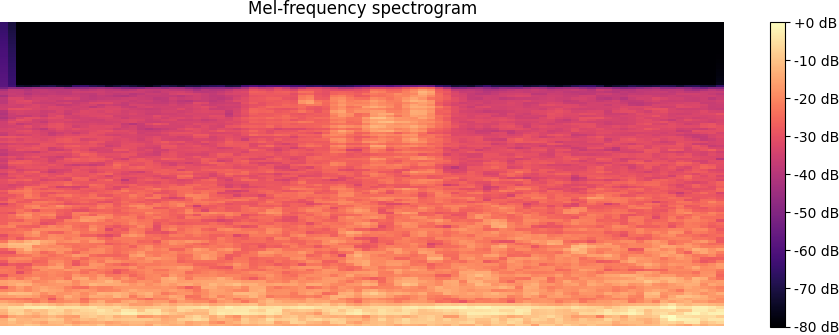 Mel-frequency spectrogram
+0 dB
-10 dB
-20 dB
-30 dB
-40 dB
-50 dB
-60 dB
-70 dB
-80 dB